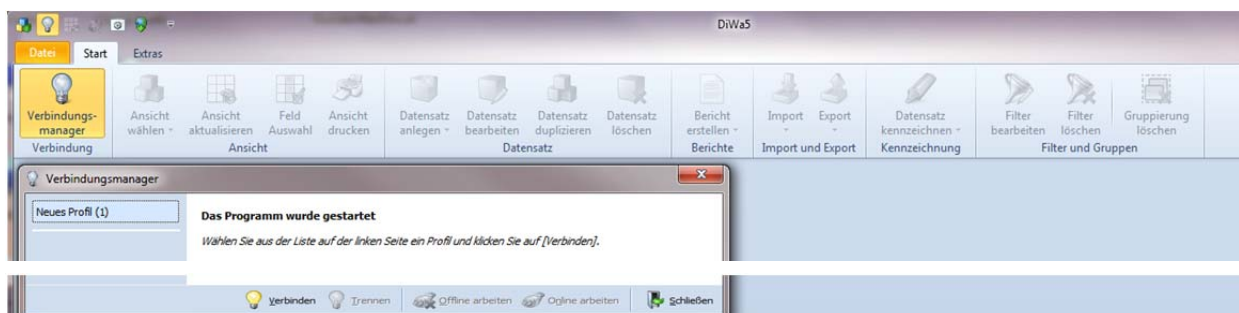 DiWa5
Datei Start Extras
Verbindungs-
manager
Ansicht
wählen
Ansicht
aktualisieren
Feld
Auswahl
Ansicht
drucken
Datensatz
anlegen
Datensatz
bearbeiten
Datensatz
duplizieren
Datensatz
löschen
Bericht
erstellen
Import
Export
Datensatz
kennzeichnen
Filter
bearbeiten
Filter
löschen
Gruppierung
löschen
Verbindung Ansicht Datensatz Berichte Import und Export Kennzeichnung Filter und Gruppen
Verbindungsmanager
Neues Profil (1)
Das Programm wurde gestartet
Wählen Sie aus der Liste auf der linken Seite ein Profil und klicken Sie auf [Verbinden].
Verbinden Trennen Offline arbeiten Online arbeiten Schließen